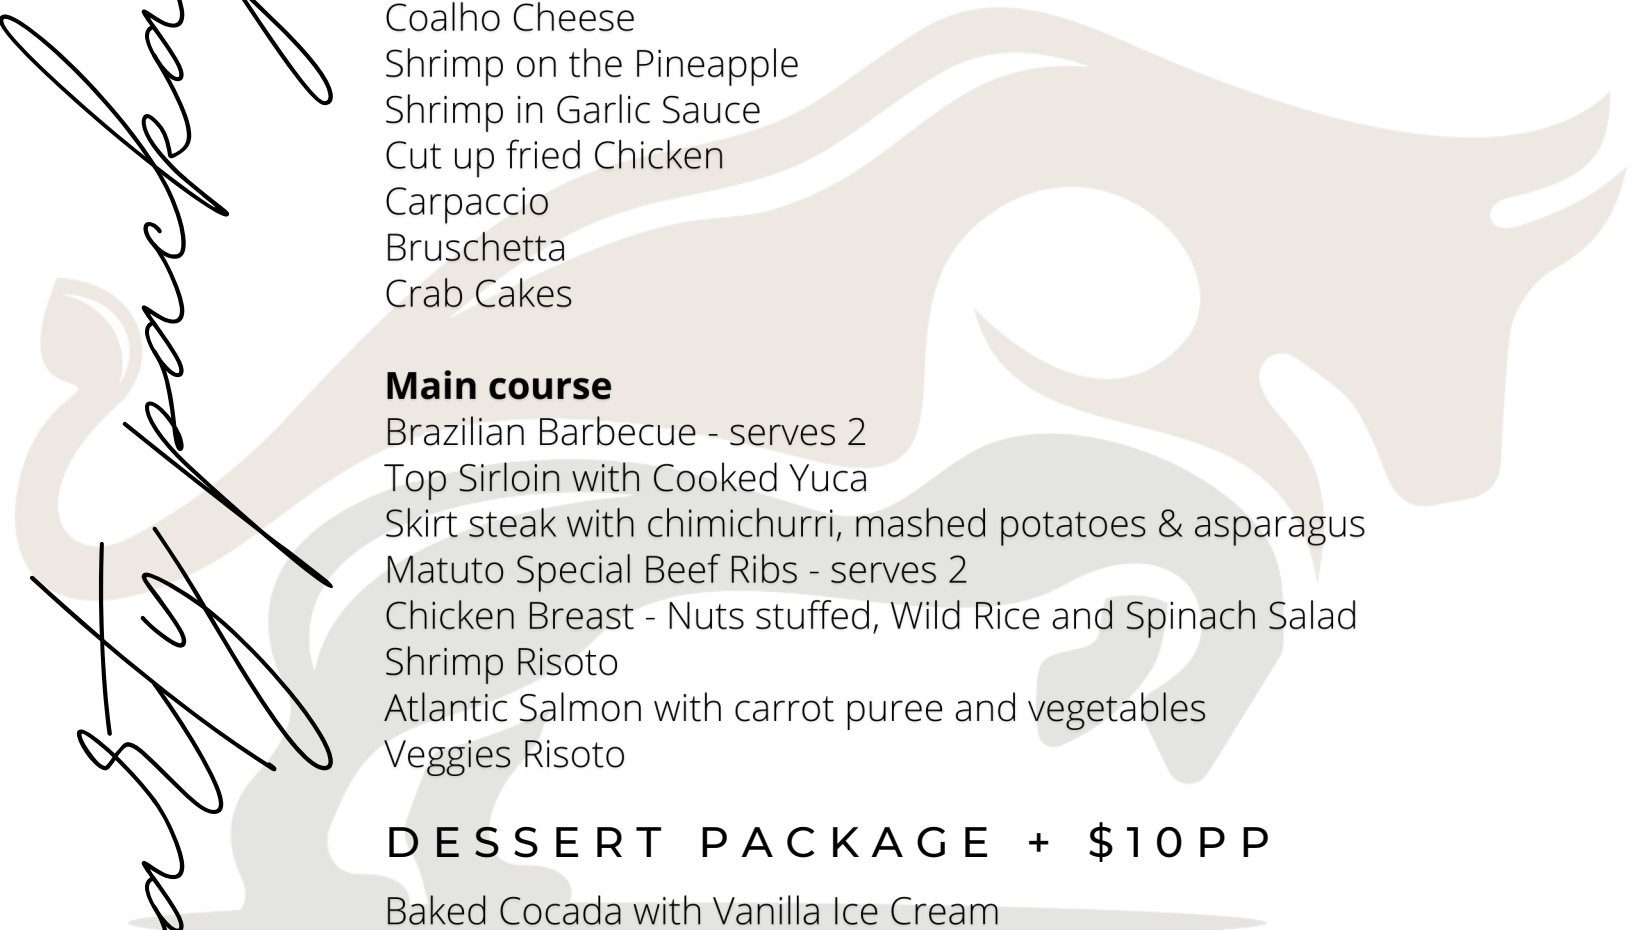 Coalho Cheese
Shrimp on the Pineapple
Shrimp in Garlic Sauce
Cut up fried Chicken
Carpaccio
Bruschetta
Crab Cakes
Main course
Brazilian Barbecue - serves 2
Top Sirloin with Cooked Yuca
Skirt steak with chimichurri, mashed potatoes & asparagus
Matuto Special Beef Ribs - serves 2
Chicken Breast - Nuts stuffed, Wild Rice and Spinach Salad
Shrimp Risoto
Atlantic Salmon with carrot puree and vegetables
Veggies Risoto
DESSERT PACKAGE + $10PP
Baked Cocada with Vanilla Ice Cream